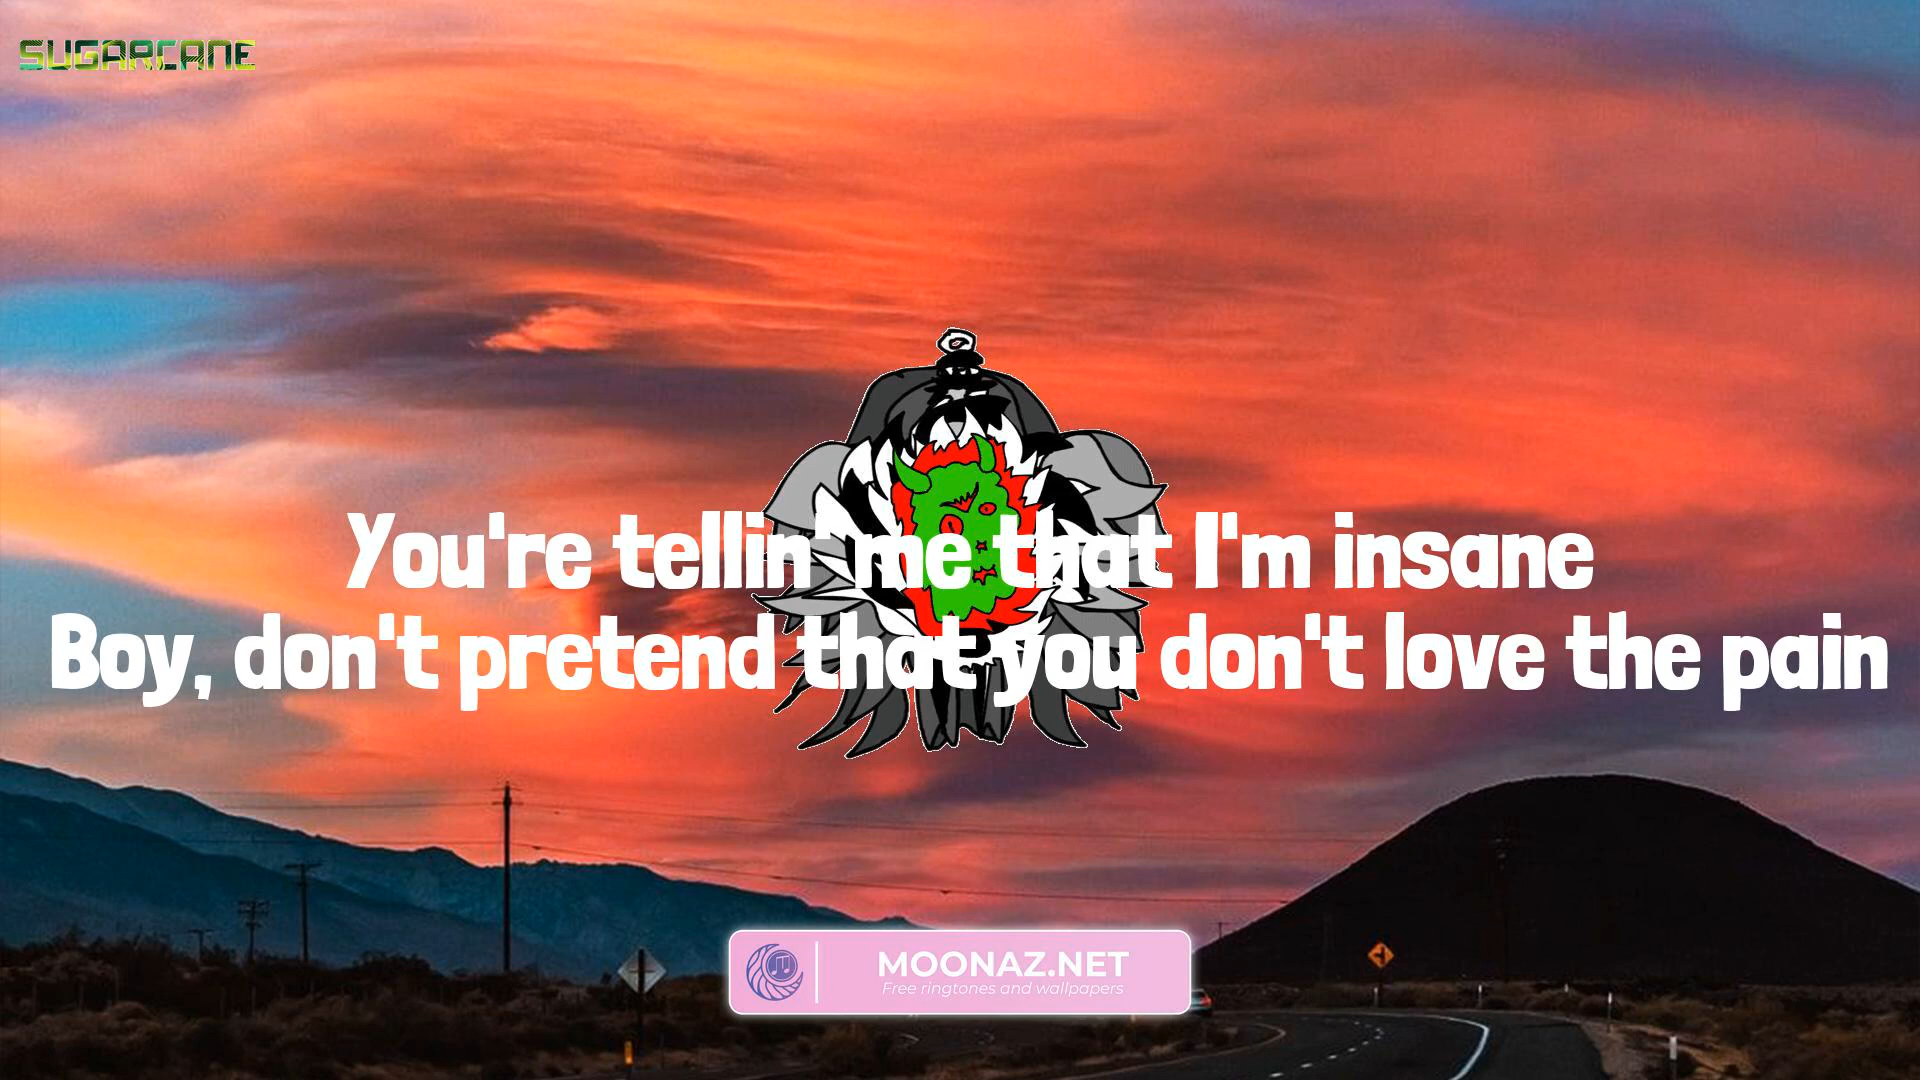 SUGARCANE
You're tellin' me that I'm insane
Boy, don't pretend that you don't love the pain
MOONAZ.NET
Free ringtones and wallpapers